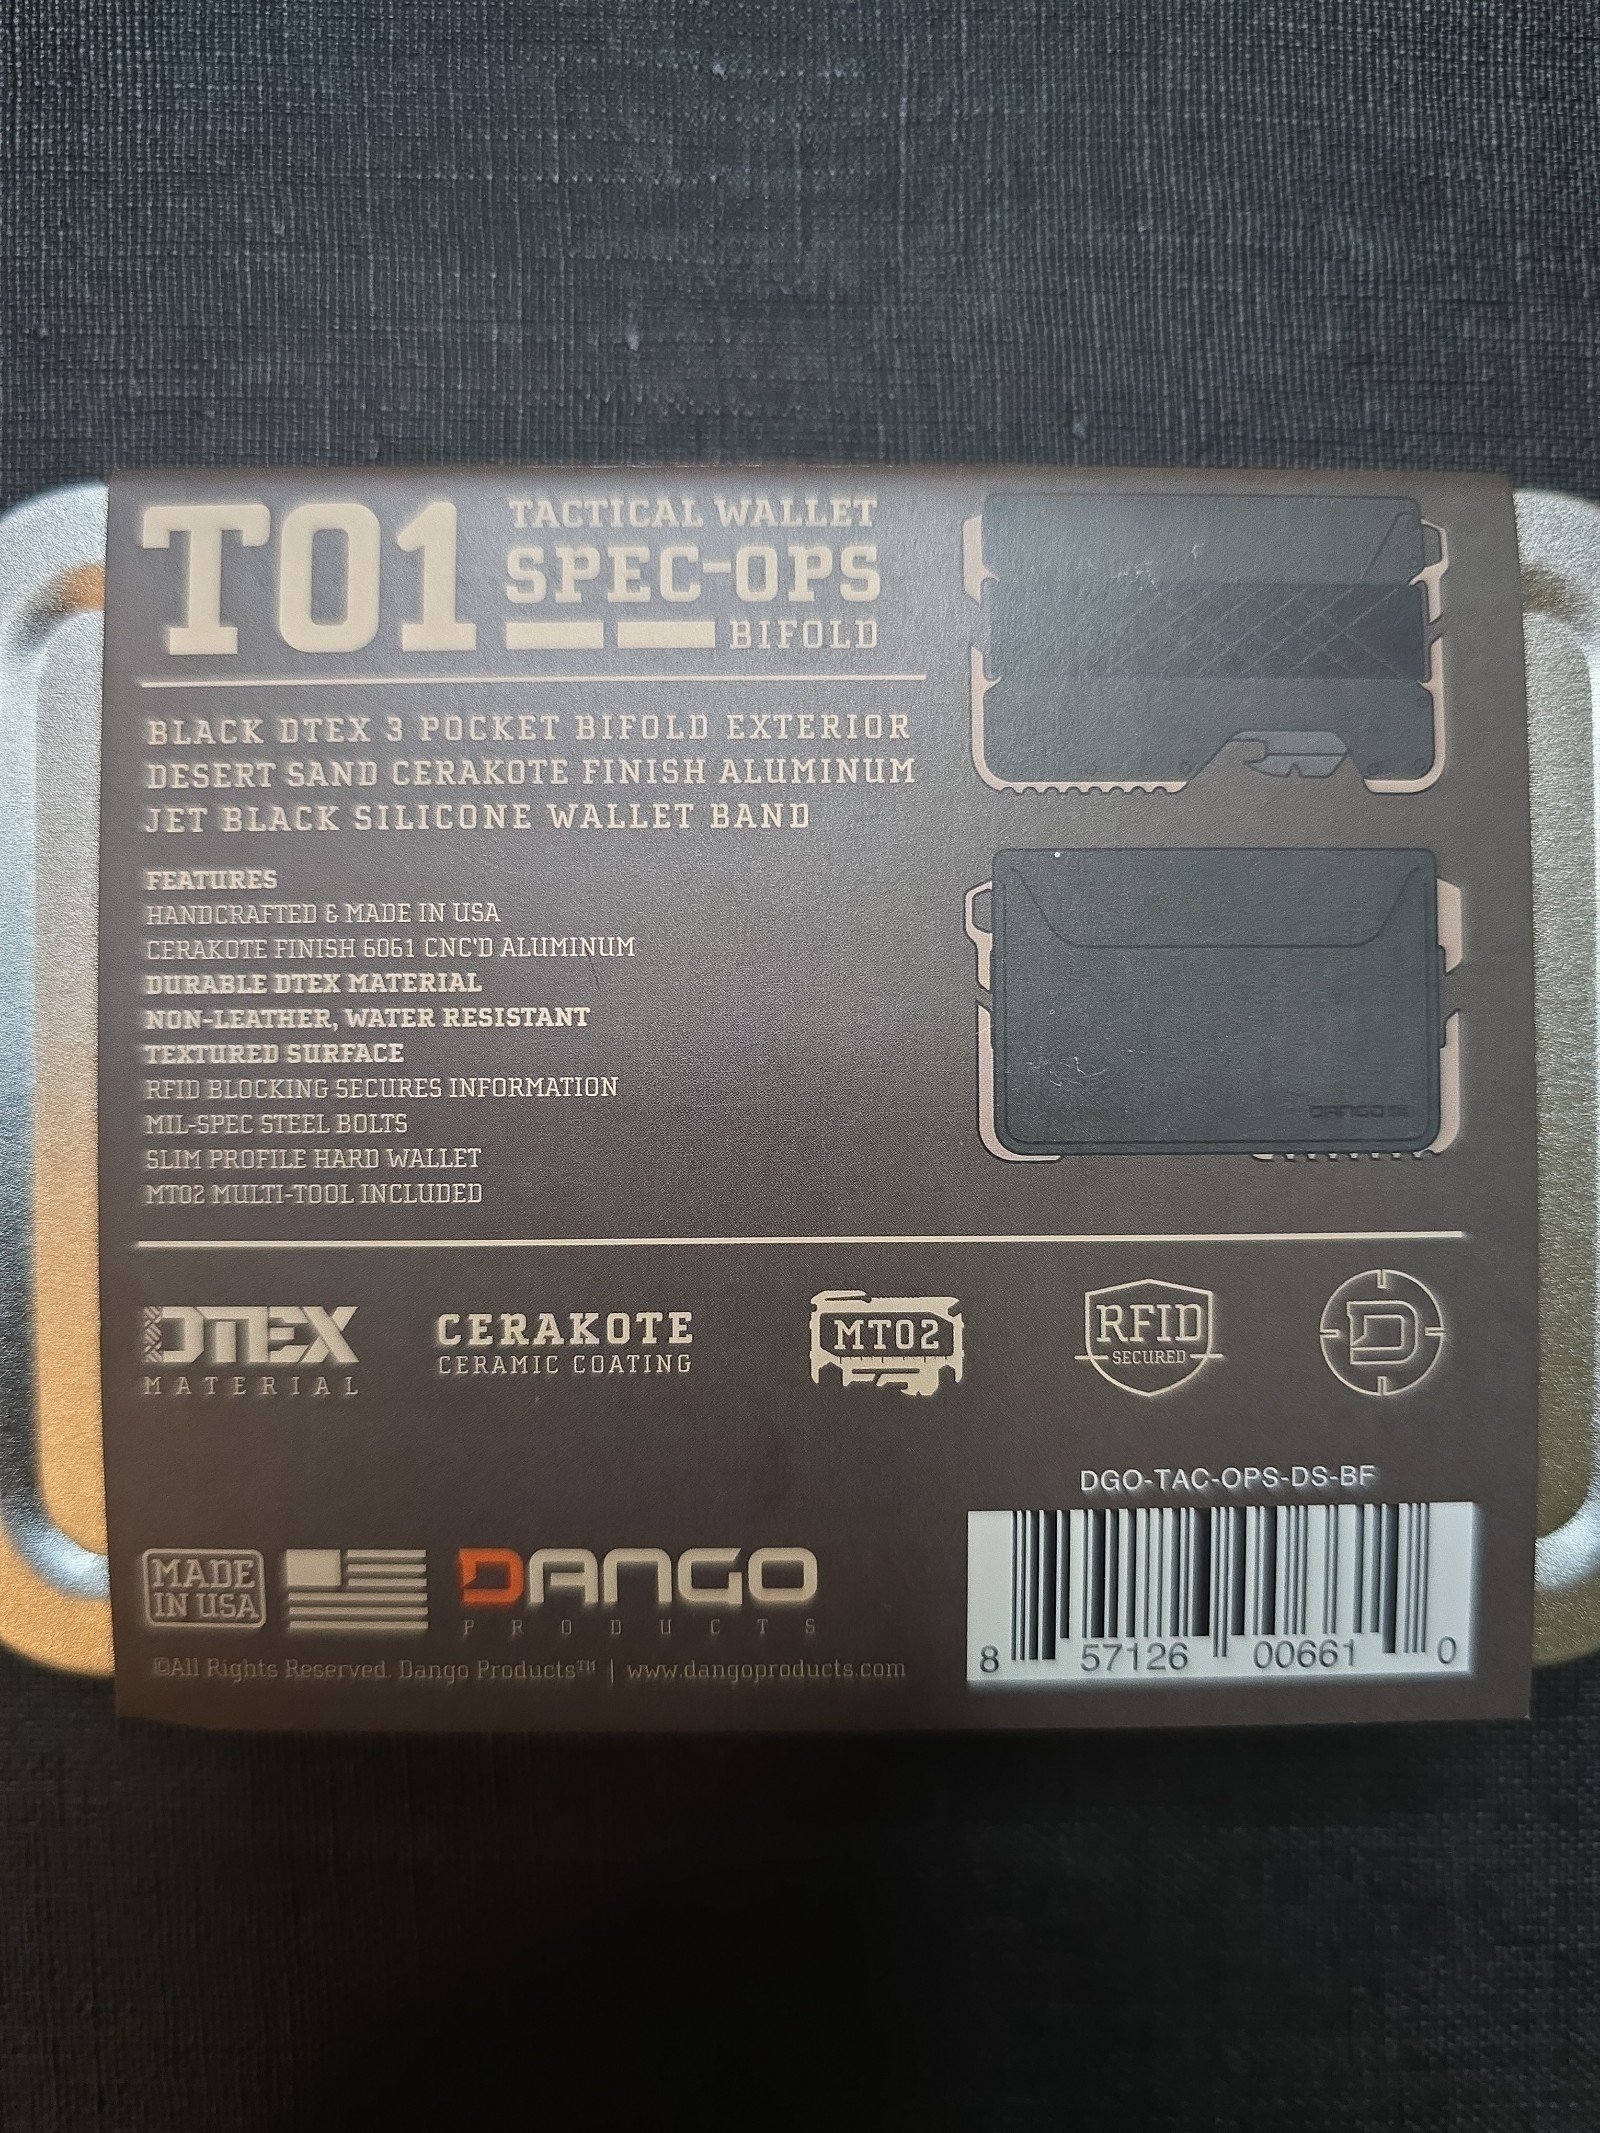 T01
TACTICAL WALLET
SPEC-OPS
BIFOLD
BLACK DTEX 3 POCKET BIFOLD EXTERIOR
DESERT SAND CERAKOTE FINISH ALUMINUM
JET BLACK SILICONE WALLET BAND
FEATURES
HANDCRAFTED & MADE IN USA
CERAKOTE FINISH 6061 CNC'D ALUMINUM
DURABLE DTEX MATERIAL
NON-LEATHER, WATER RESISTANT
TEXTURED SURFACE
RFID BLOCKING SECURES INFORMATION
MIL-SPEC STEEL BOLTS
SLIM PROFILE HARD WALLET
MT02 MULTI-TOOL INCLUDED
DANGO
DTEX
MATERIAL
CERAKOTE
CERAMIC COATING
MT02
RFID
SECURED
D
DGO-TAC-OPS-DS-BF
MADE
IN USA
DANGO
PRODUCTS
©All Rights Reserved. Dango Products™ | www.dangoproducts.com
8 57126 00661 0